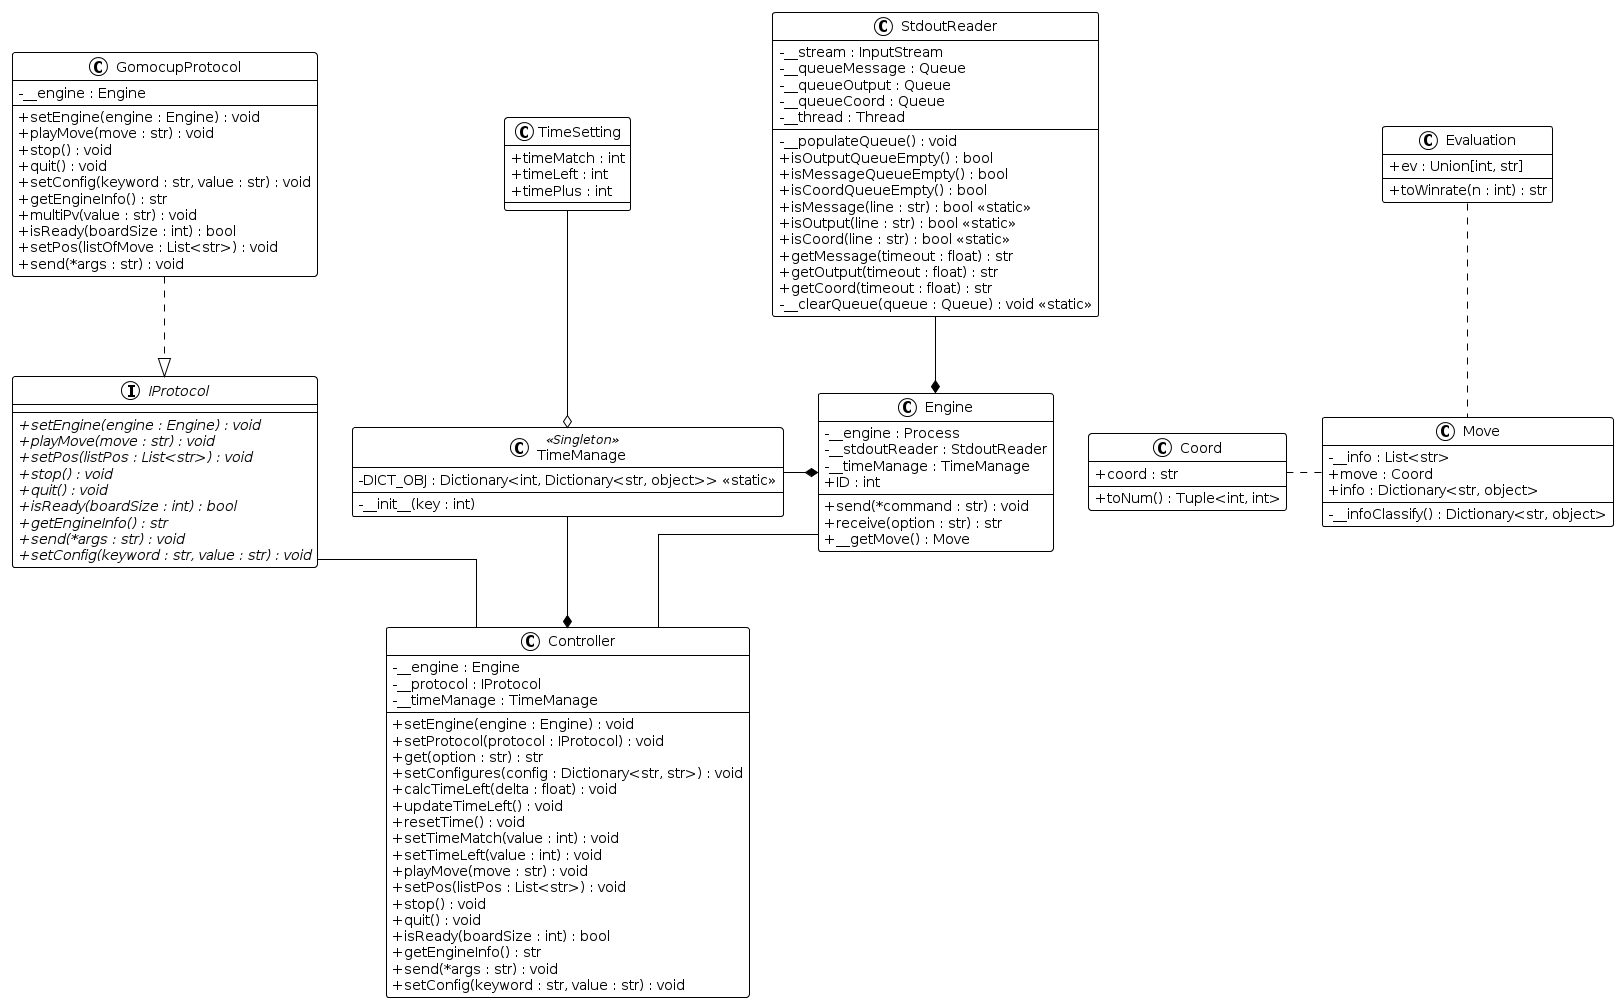 C GomocupProtocol
-__engine : Engine
+setEngine(engine : Engine) : void
+playMove(move : str) : void
+stop() : void
+quit() : void
+setConfig(keyword : str, value : str) : void
+getEngineInfo() : str
+multiPv(value : str) : void
+isReady(boardSize : int) : bool
+setPos(listOfMove : List<str>) : void
+send(*args : str) : void
C TimeSetting
+timeMatch : int
+timeLeft : int
+timePlus : int
C StdoutReader
-__stream : InputStream
-__queueMessage : Queue
-__queueOutput : Queue
-__queueCoord : Queue
-__thread : Thread
-__populateQueue() : void
+isOutputQueueEmpty() : bool
+isMessageQueueEmpty() : bool
+isCoordQueueEmpty() : bool
+isMessage(line : str) : bool «static»
+isOutput(line : str) : bool «static»
+isCoord(line : str) : bool «static»
+getMessage(timeout : float) : str
+getOutput(timeout : float) : str
+getCoord(timeout : float) : str
-__clearQueue(queue : Queue) : void «static»
C Evaluation
+ev : Union[int, str]
+toWinrate(n : int) : str
I IProtocol
+setEngine(engine : Engine) : void
+playMove(move : str) : void
+setPos(listPos : List<str>) : void
+stop() : void
+quit() : void
+isReady(boardSize : int) : bool
+getEngineInfo() : str
+send(*args : str) : void
+setConfig(keyword : str, value : str) : void
«Singleton»
C TimeManage
-DICT_OBJ : Dictionary<int, Dictionary<str, object>> «static»
-__init__(key : int)
C Engine
-__engine : Process
-__stdoutReader : StdoutReader
-__timeManage : TimeManage
+ID : int
+send(*command : str) : void
+receive(option : str) : str
+__getMove() : Move
C Coord
+coord : str
+toNum() : Tuple<int, int>
C Move
-__info : List<str>
+move : Coord
+info : Dictionary<str, object>
-__infoClassify() : Dictionary<str, object>
C Controller
-__engine : Engine
-__protocol : IProtocol
-__timeManage : TimeManage
+setEngine(engine : Engine) : void
+setProtocol(protocol : IProtocol) : void
+get(option : str) : str
+setConfigures(config : Dictionary<str, str>) : void
+calcTimeLeft(delta : float) : void
+updateTimeLeft() : void
+resetTime() : void
+setTimeMatch(value : int) : void
+setTimeLeft(value : int) : void
+playMove(move : str) : void
+setPos(listPos : List<str>) : void
+stop() : void
+quit() : void
+isReady(boardSize : int) : bool
+getEngineInfo() : str
+send(*args : str) : void
+setConfig(keyword : str, value : str) : void